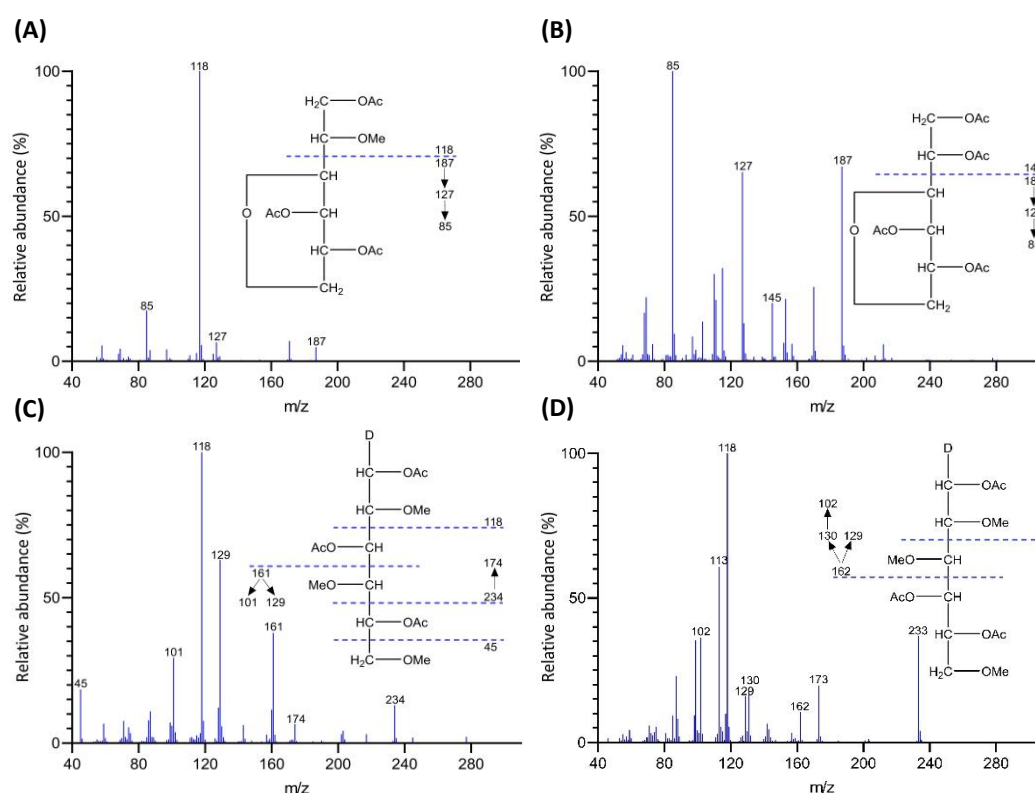 (A)
Relative abundance (%)
100
50
0
40 80 120 160 200 240 280
m/z
118
85
127
187
H₂C—OAc
HC—OMe
118
CH
187
127
O
AcO—CH
85
HC—OAc
CH₂
(B)
Relative abundance (%)
100
50
0
40 80 120 160 200 240 280
m/z
85
127
187
145
H₂C—OAc
HC—OAc
14
CH
18
12
O
AcO—CH
8
HC—OAc
CH₂
(C)
Relative abundance (%)
100
50
0
40 80 120 160 200 240 280
m/z
45
101
118
129
161
174
234
D
HC—OAc
HC—OMe
118
AcO—CH
174
161
MeO—CH
101 129
234
HC—OAc
45
H₂C—OMe
(D)
Relative abundance (%)
100
50
0
40 80 120 160 200 240 280
m/z
118
113
102
130
129
162
173
233
D
HC—OAc
102
HC—OMe
130 129
MeO—CH
162
AcO—CH
HC—OAc
H₂C—OMe